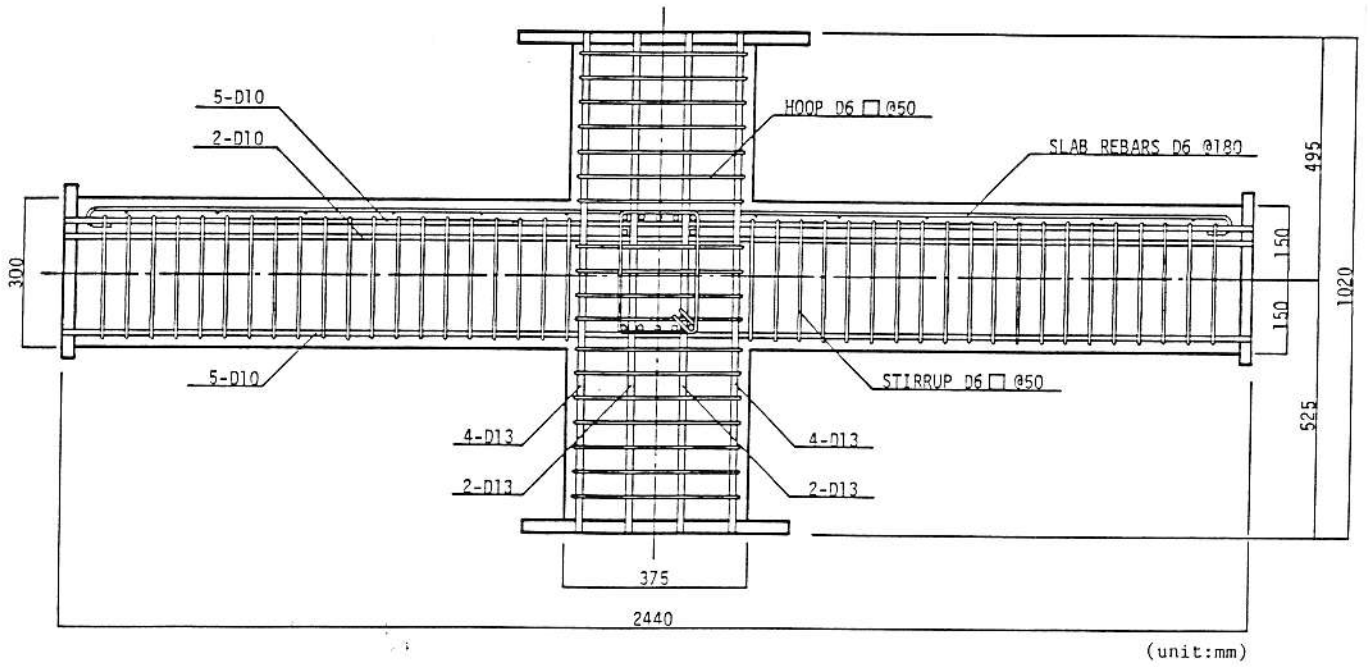 5-D10
2-D10
HOOP D6 □ @50
SLAB REBARS D6 @180
495
300
150
150
1020
5-D10
STIRRUP D6 □ @50
525
4-D13
4-D13
2-D13
2-D13
375
2440
(unit:mm)